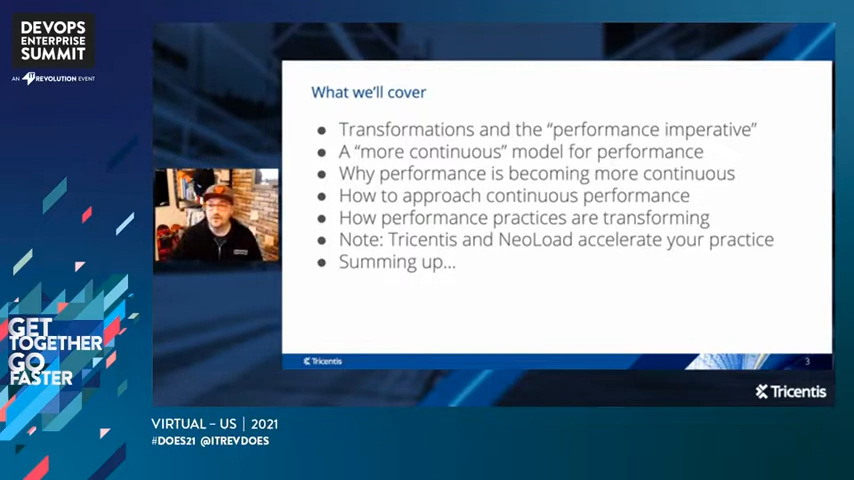 DEVOPS
ENTERPRISE
SUMMIT
AN IT REVOLUTION EVENT
What we'll cover
● Transformations and the “performance imperative”
● A “more continuous” model for performance
● Why performance is becoming more continuous
● How to approach continuous performance
● How performance practices are transforming
● Note: Tricentis and NeoLoad accelerate your practice
● Summing up...
Tricentis
3
Tricentis
GET
TOGETHER
GO
FASTER
VIRTUAL – US | 2021
#DOES21 @ITREVDOES